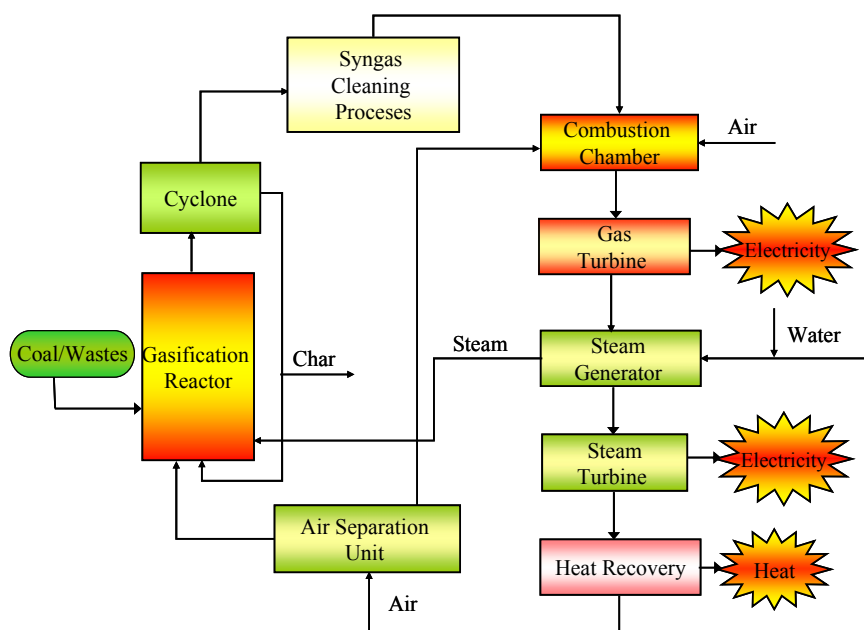 Syngas
Cleaning
Proceses
Combustion
Chamber
Air
Cyclone
Gas
Turbine
Electricity
Coal/Wastes
Gasification
Reactor
Char
Steam
Steam
Generator
Water
Steam
Turbine
Electricity
Air Separation
Unit
Heat Recovery
Heat
Air